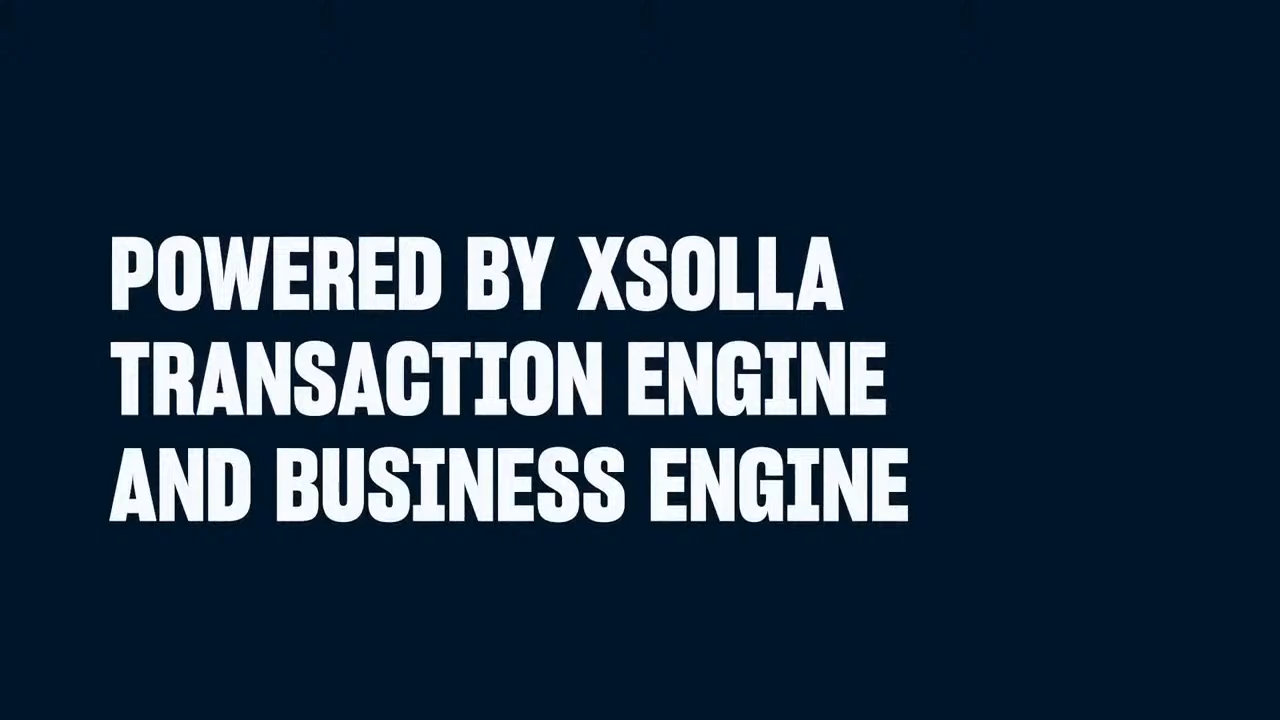 POWERED BY XSOLLA
TRANSACTION ENGINE
AND BUSINESS ENGINE